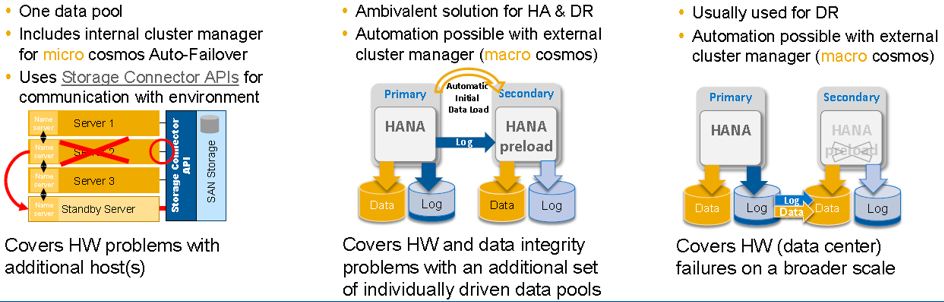 • One data pool
• Includes internal cluster manager
for micro cosmos Auto-Failover
• Uses Storage Connector APIs for
communication with environment
Name
server
Server 1
Name
server
Server 2
Name
server
Server 3
Name
server
Standby Server
Storage Connector
API
SAN Storage
Covers HW problems with
additional host(s)
• Ambivalent solution for HA & DR
• Automation possible with external
cluster manager (macro cosmos)
Primary
Automatic
Initial
Data Load
Secondary
HANA
Log
HANA
preload
Data
Log
Data
Log
Covers HW and data integrity
problems with an additional set
of individually driven data pools
• Usually used for DR
• Automation possible with external
cluster manager (macro cosmos)
Primary
Secondary
HANA
HANA
preload
Data
Log
Log
Data
Data
Log
Covers HW (data center)
failures on a broader scale